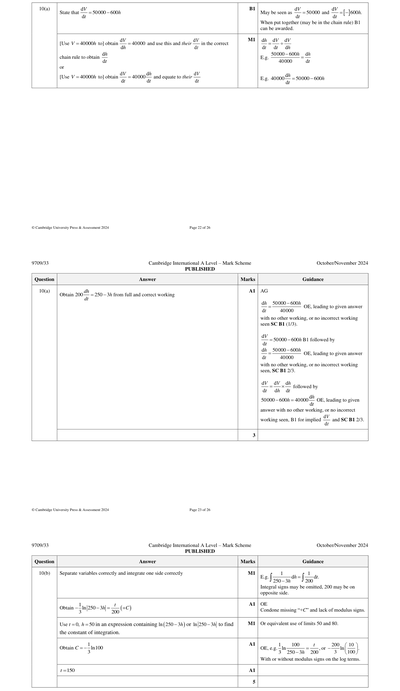 10(a)
State that dV/dt = 50000 – 600h
B1
May be seen as dV/dt = 50000 and dV/dt = [–]600h.
When put together (may be in the chain rule) B1
can be awarded.
[Use V = 40000h to] obtain dV/dh = 40000 and use this and their dV/dt in the correct
chain rule to obtain dh/dt
or
[Use V = 40000h to] obtain dV/dt = 40000 dh/dt and equate to their dV/dt
M1
dh/dt = dV/dt ÷ dV/dh
E.g. (50000 – 600h)/40000 = dh/dt
E.g. 40000 dh/dt = 50000 – 600h
© Cambridge University Press & Assessment 2024
Page 22 of 26
9709/33
Cambridge International A Level – Mark Scheme
October/November 2024
PUBLISHED
Question
Answer
Marks
Guidance
10(a)
Obtain 200 dh/dt = 250 – 3h from full and correct working
A1
AG
dh/dt = (50000 – 600h)/40000 OE, leading to given answer
with no other working, or no incorrect working
seen SC B1 (1/3).
dV/dt = 50000 – 600h B1 followed by
dh/dt = (50000 – 600h)/40000 OE, leading to given answer
with no other working, or no incorrect working
seen, SC B1 2/3.
followed by
50000 – 600h = 40000 dh/dt OE, leading to given
answer with no other working, or no incorrect
working seen, B1 for implied dV/dt and SC B1 2/3.
3
© Cambridge University Press & Assessment 2024
Page 23 of 26
9709/33
Cambridge International A Level – Mark Scheme
October/November 2024
PUBLISHED
Question
Answer
Marks
Guidance
10(b)
Separate variables correctly and integrate one side correctly
M1
E.g. ∫ 1/(250 – 3h) dh = ∫ 1/200 dt.
Integral signs may be omitted, 200 may be on
opposite side.
Obtain –1/3 ln|250 – 3h| = t/200 (+C)
A1
OE
Condone missing "+C" and lack of modulus signs.
Use t = 0, h = 50 in an expression containing ln(250 – 3h) or ln|250 – 3h| to find
the constant of integration.
M1
Or equivalent use of limits 50 and 80.
Obtain C = –1/3 ln100
A1
OE, e.g. 1/3 ln 100/(250 – 3h) = t/200, or –200/3 ln(10/100)
With or without modulus signs on the log terms.
t = 150
A1
5